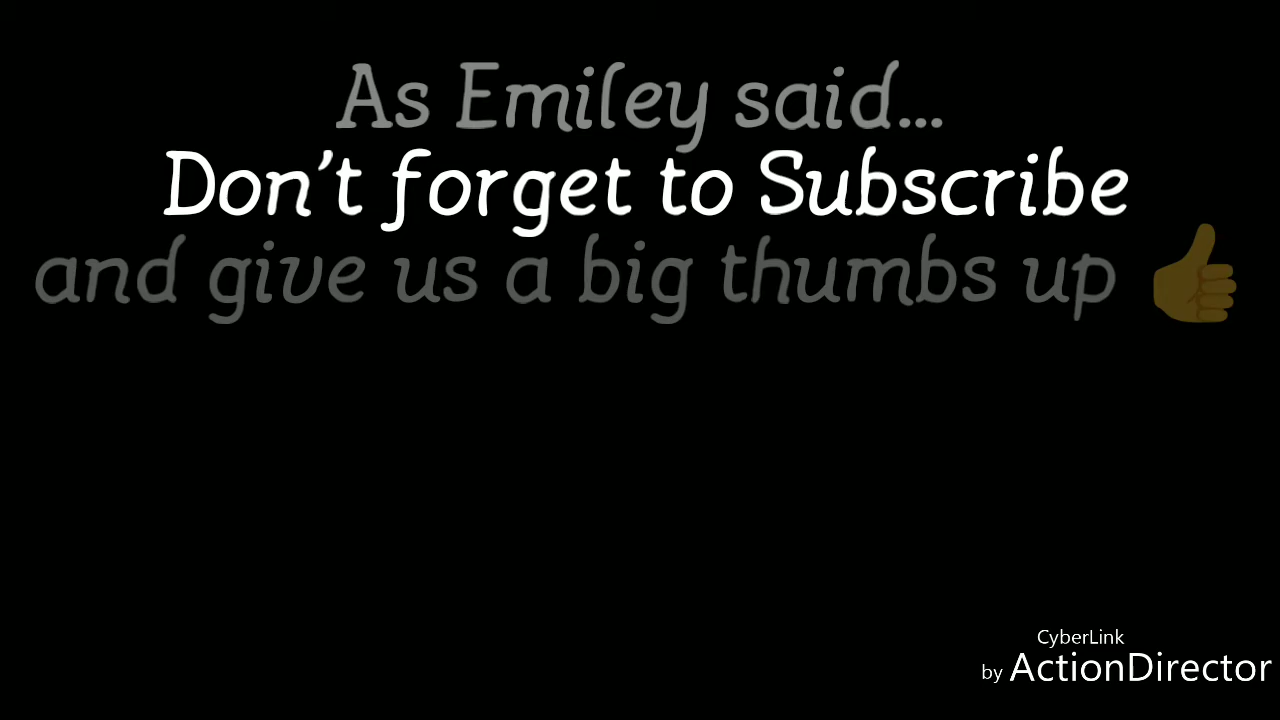 As Emiley said...
Don't forget to Subscribe
and give us a big thumbs up 👍
CyberLink
by ActionDirector